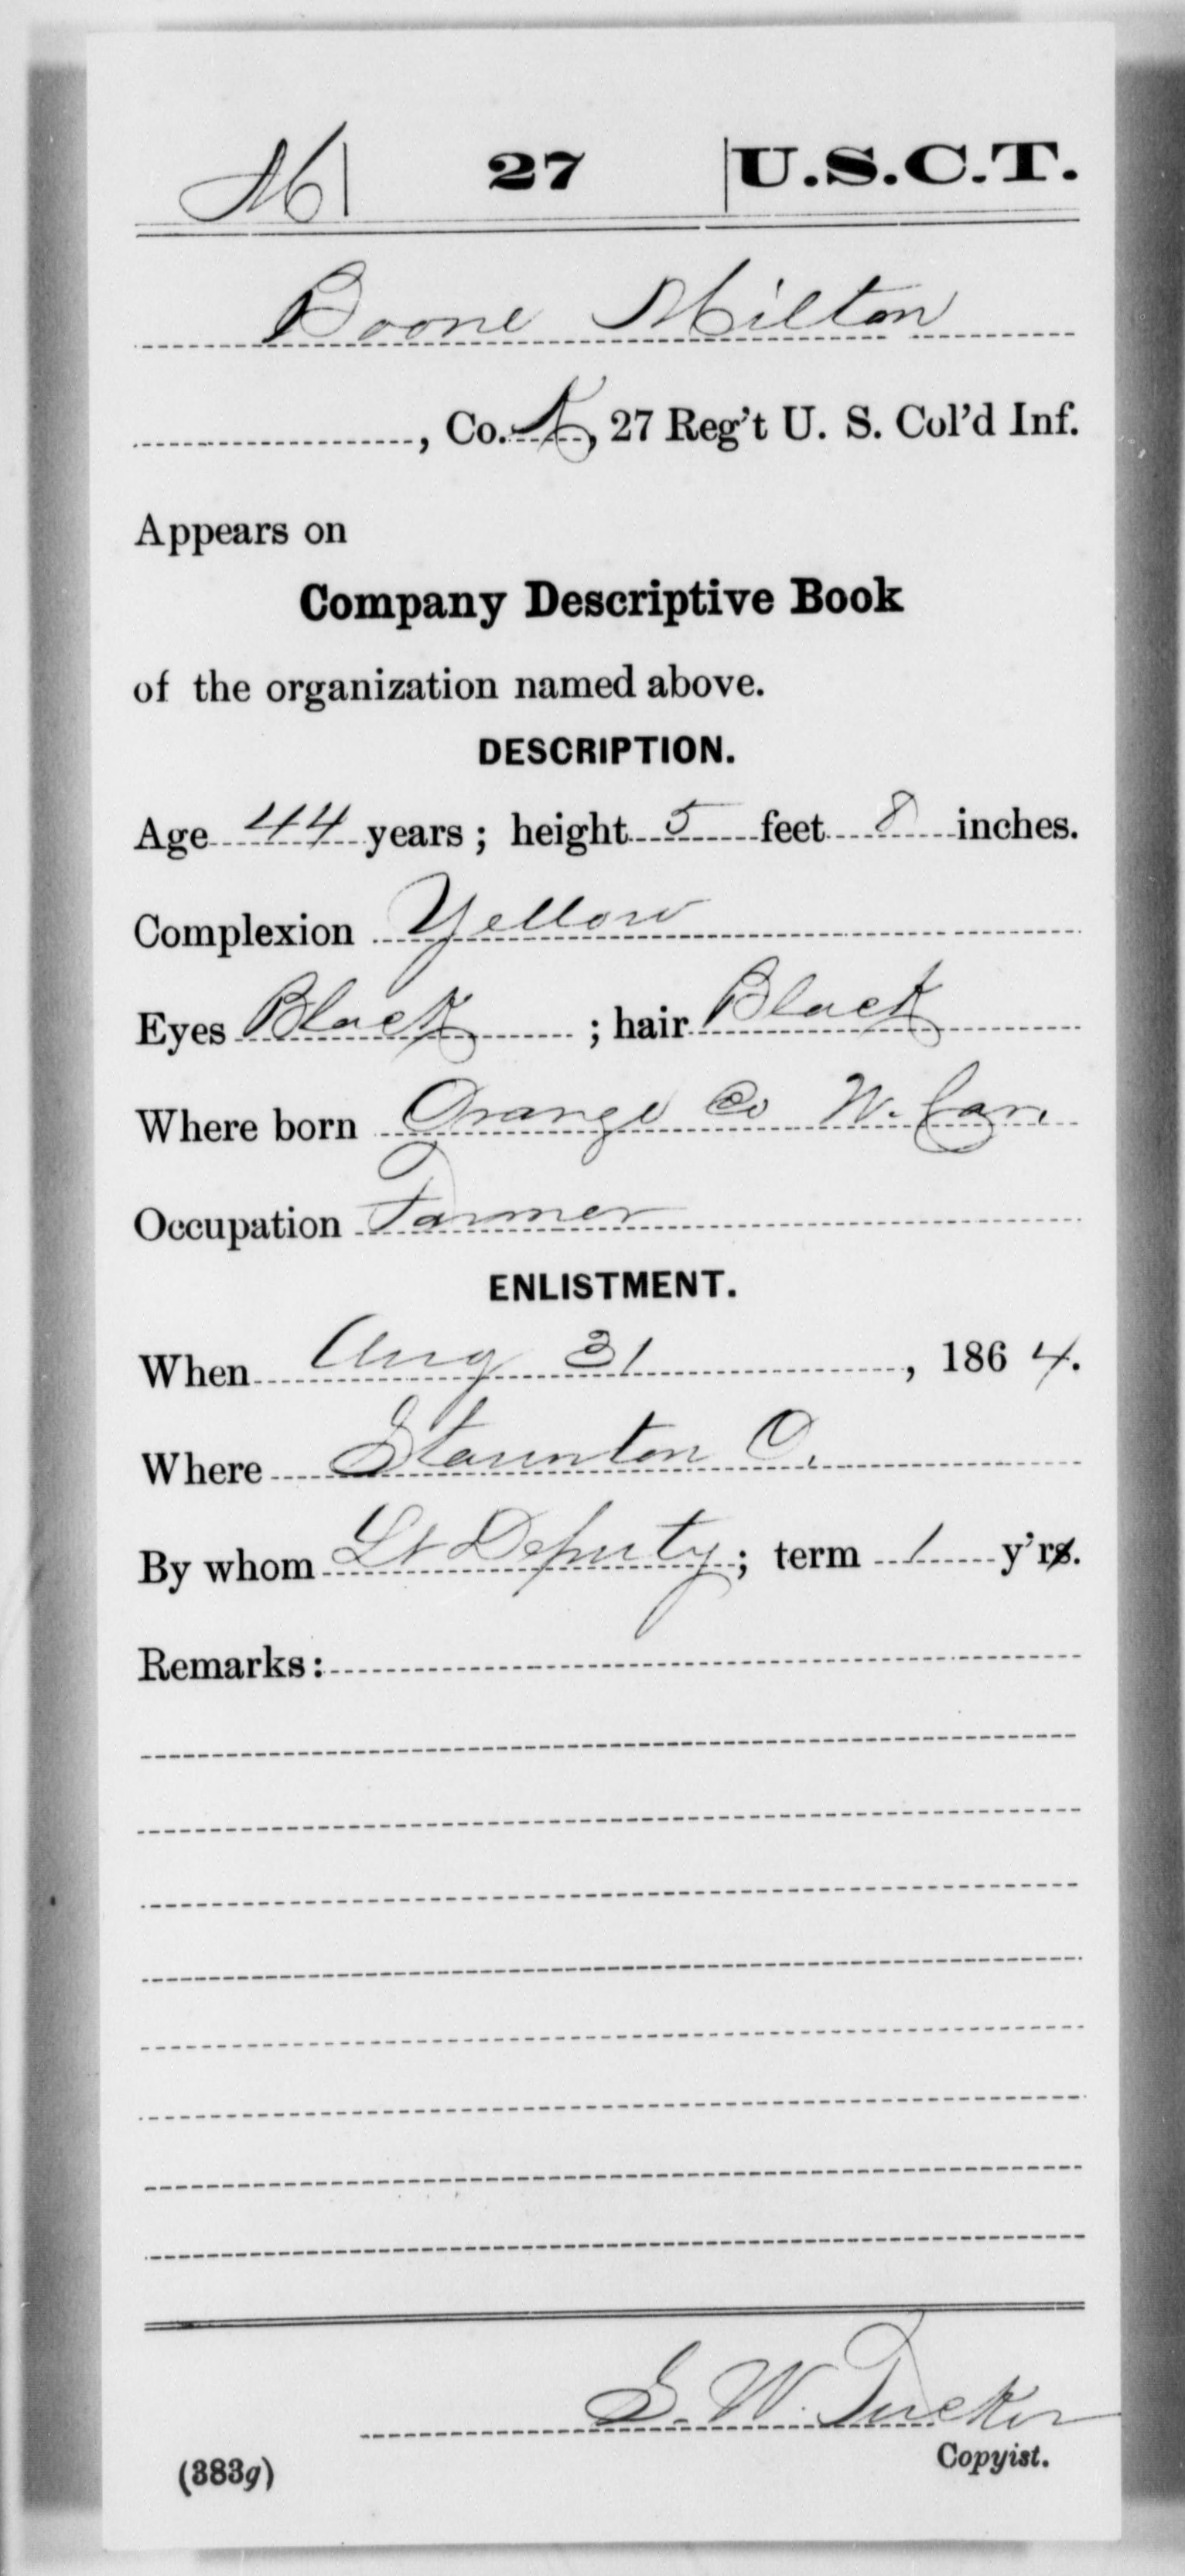 M | 27 | U.S.C.T.
Boone Milton
, Co. K, 27 Reg't U. S. Col'd Inf.
Appears on
Company Descriptive Book
of the organization named above.
DESCRIPTION.
Age 44 years; height 5 feet 8 inches.
Complexion Yellow
Eyes Black; hair Black
Where born Orange Co N. Car.
Occupation Farmer
ENLISTMENT.
When Aug 31, 1864.
Where Staunton O.
By whom Lt Deputy; term 1 y'rs.
Remarks:
G. W. Tucker
Copyist.
(383g)